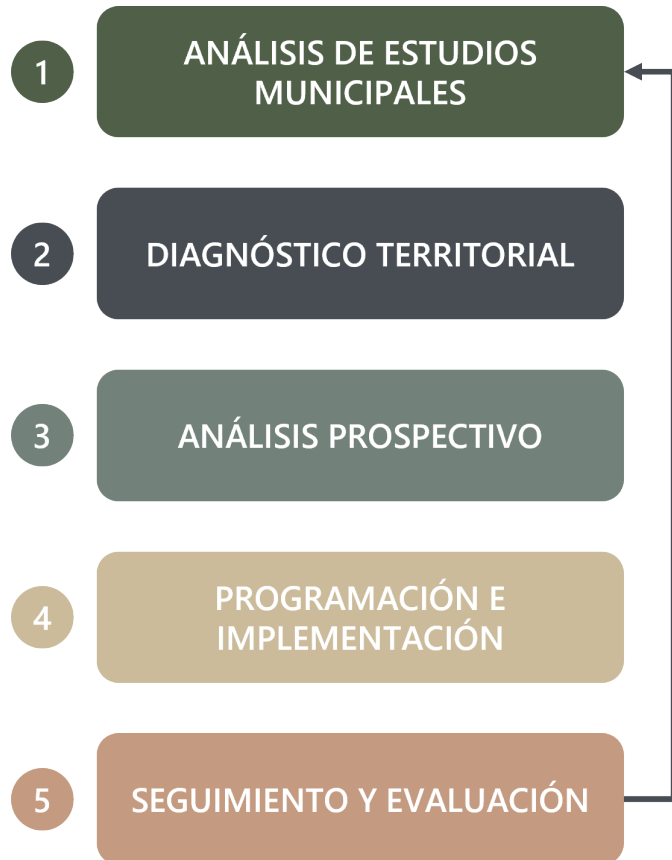 1
ANÁLISIS DE ESTUDIOS
MUNICIPALES
2
DIAGNÓSTICO TERRITORIAL
3
ANÁLISIS PROSPECTIVO
4
PROGRAMACIÓN E
IMPLEMENTACIÓN
5
SEGUIMIENTO Y EVALUACIÓN